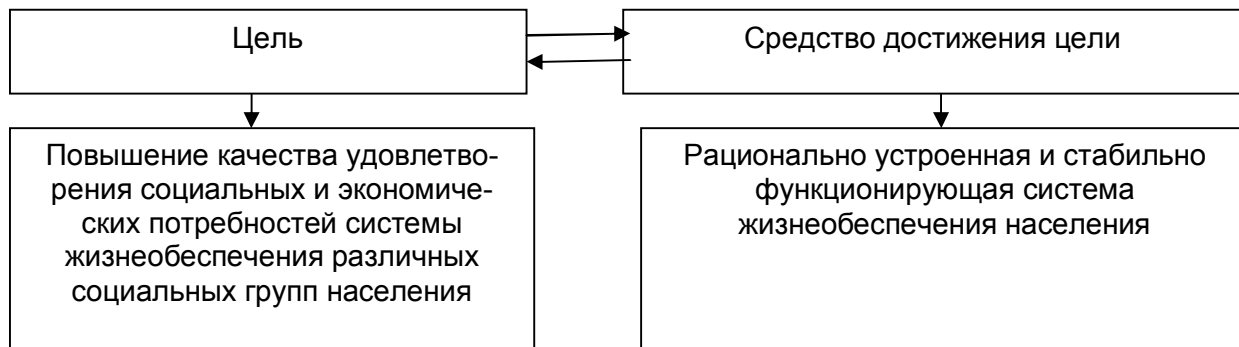 Цель
Средство достижения цели
Повышение качества удовлетво-
рения социальных и экономиче-
ских потребностей системы
жизнеобеспечения различных
социальных групп населения
Рационально устроенная и стабильно
функционирующая система
жизнеобеспечения населения